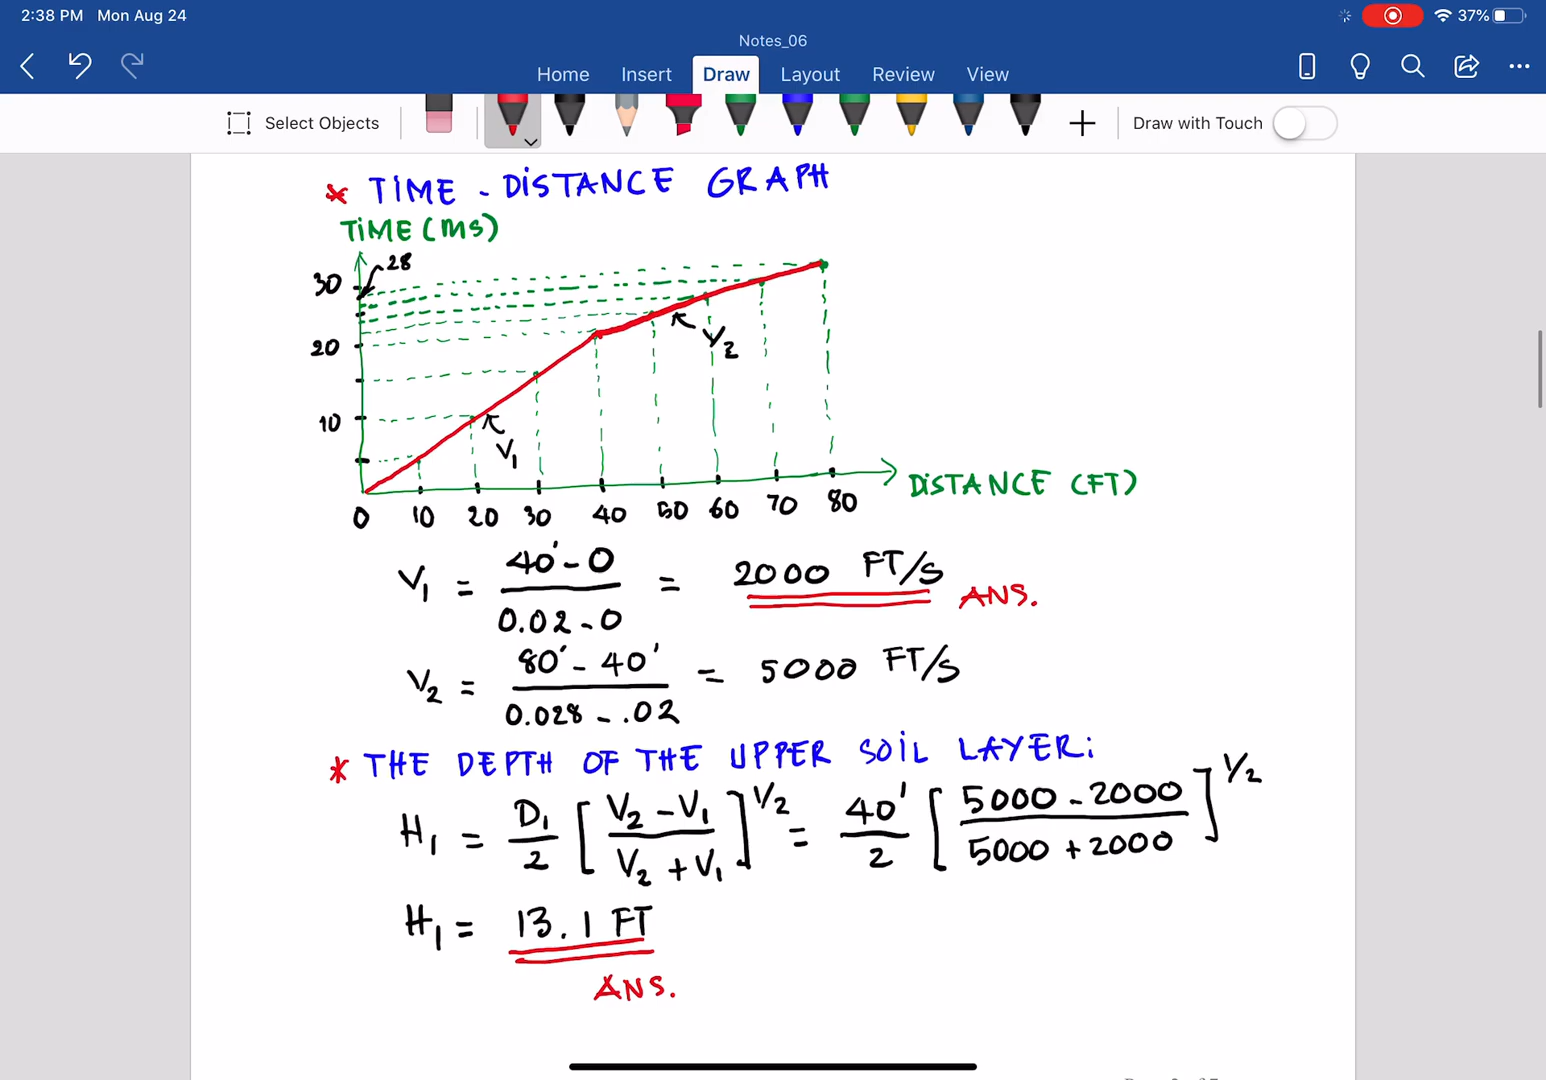 2:38 PM Mon Aug 24
37%
Notes_06
Home Insert Draw Layout Review View
Select Objects
Draw with Touch
* TIME - DISTANCE GRAPH
TIME (MS)
28
30
20
10
V2
V1
0 10 20 30 40 50 60 70 80
DISTANCE (FT)
V1 = (40' - 0) / (0.02 - 0) = 2000 FT/S ANS.
V2 = (80' - 40') / (0.028 - .02) = 5000 FT/S
* THE DEPTH OF THE UPPER SOIL LAYER:
H1 = D1/2 [(V2 - V1) / (V2 + V1)]^1/2 = 40'/2 [(5000 - 2000) / (5000 + 2000)]^1/2
H1 = 13.1 FT
ANS.